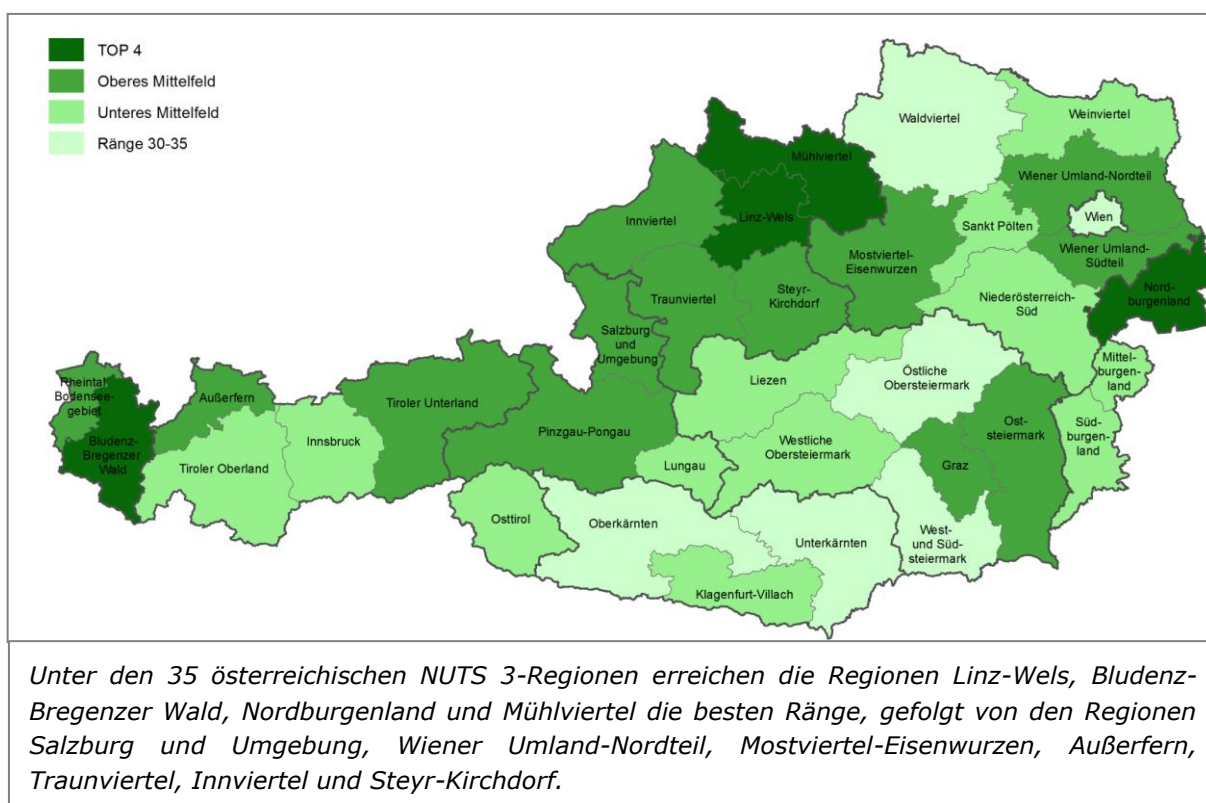 TOP 4
Oberes Mittelfeld
Unteres Mittelfeld
Ränge 30-35
Waldviertel
Weinviertel
Mühlviertel
Wiener Umland-Nordteil
Innviertel
Linz-Wels
Sankt Pölten
Wien
Mostviertel-
Eisenwurzen
Wiener Umland-
Südteil
Traunviertel
Steyr-
Kirchdorf
Niederösterreich-
Süd
Nord-
burgenland
Salzburg
und
Umgebung
Rheintal
Bodensee-
gebiet
Außerfern
Tiroler Unterland
Liezen
Östliche
Obersteiermark
Mittel-
burgen-
land
Bludenz-
Bregenzer
Wald
Tiroler Oberland
Innsbruck
Pinzgau-Pongau
Lungau
Westliche
Obersteiermark
Ost-
steiermark
Süd-
burgen-
land
Graz
Osttirol
Oberkärnten
Unterkärnten
West-
und Süd-
steiermark
Klagenfurt-Villach
Unter den 35 österreichischen NUTS 3-Regionen erreichen die Regionen Linz-Wels, Bludenz-
Bregenzer Wald, Nordburgenland und Mühlviertel die besten Ränge, gefolgt von den Regionen
Salzburg und Umgebung, Wiener Umland-Nordteil, Mostviertel-Eisenwurzen, Außerfern,
Traunviertel, Innviertel und Steyr-Kirchdorf.